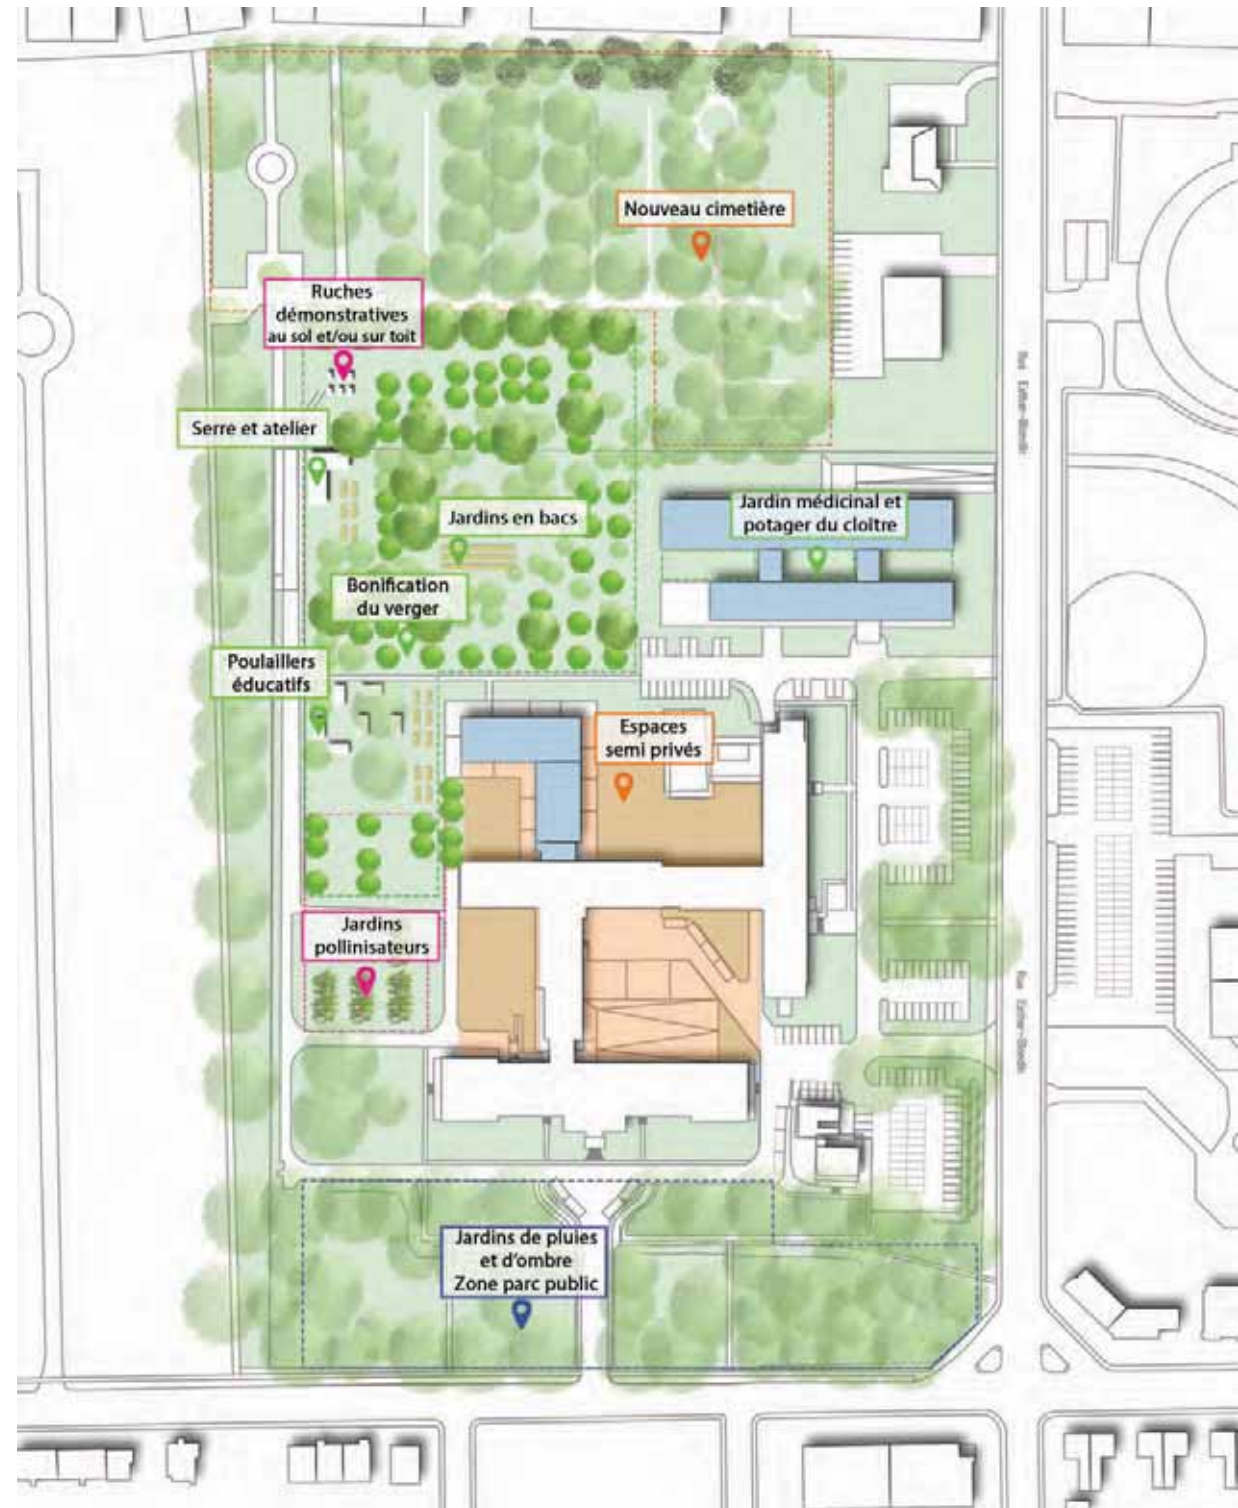 Nouveau cimetière
Ruches
démonstratives
au sol et/ou sur toit
Serre et atelier
Jardins en bacs
Jardin médicinal et
potager du cloître
Bonification
du verger
Poulaillers
éducatifs
Espaces
semi privés
Jardins
pollinisateurs
Jardins de pluies
et d'ombre
Zone parc public